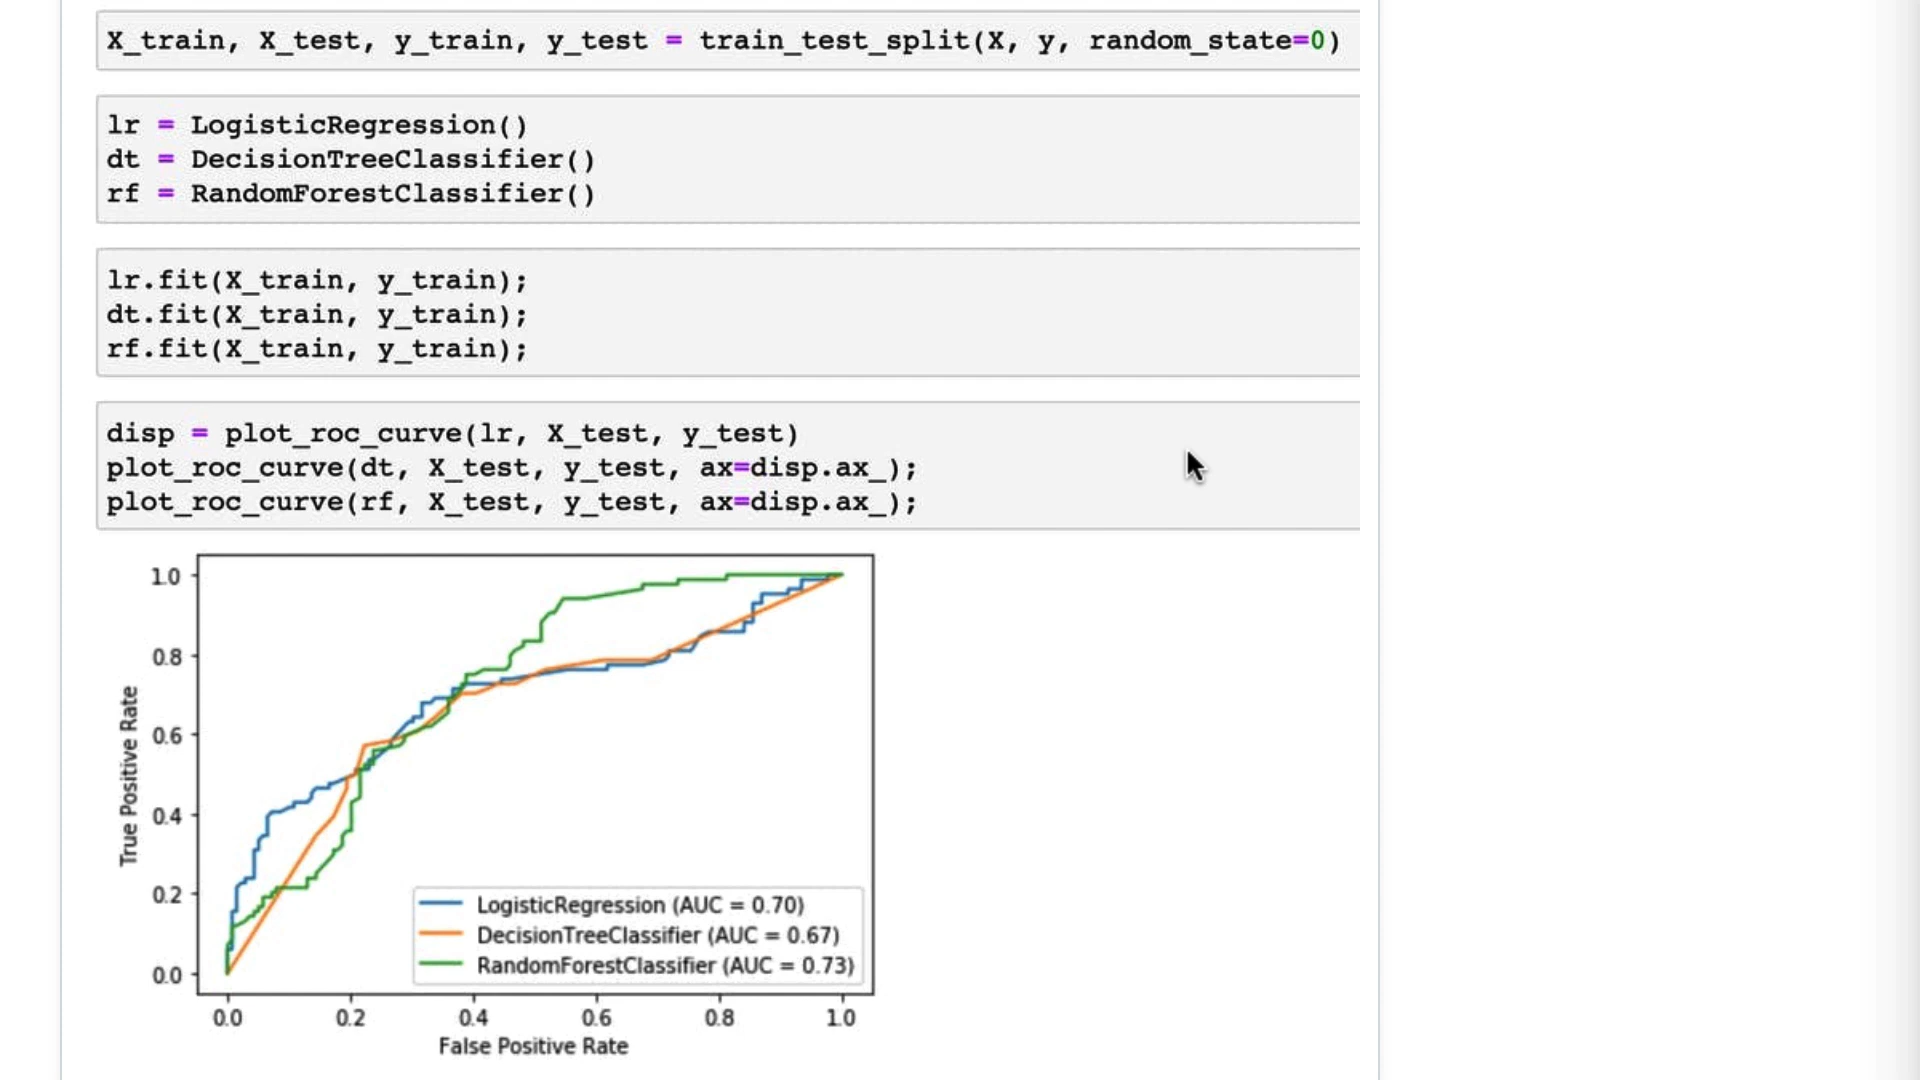 X_train, X_test, y_train, y_test = train_test_split(X, y, random_state=0)
lr = LogisticRegression()
dt = DecisionTreeClassifier()
rf = RandomForestClassifier()
lr.fit(X_train, y_train);
dt.fit(X_train, y_train);
rf.fit(X_train, y_train);
disp = plot_roc_curve(lr, X_test, y_test)
plot_roc_curve(dt, X_test, y_test, ax=disp.ax_);
plot_roc_curve(rf, X_test, y_test, ax=disp.ax_);
True Positive Rate
1.0
0.8
0.6
0.4
0.2
0.0
LogisticRegression (AUC = 0.70)
DecisionTreeClassifier (AUC = 0.67)
RandomForestClassifier (AUC = 0.73)
0.0 0.2 0.4 0.6 0.8 1.0
False Positive Rate